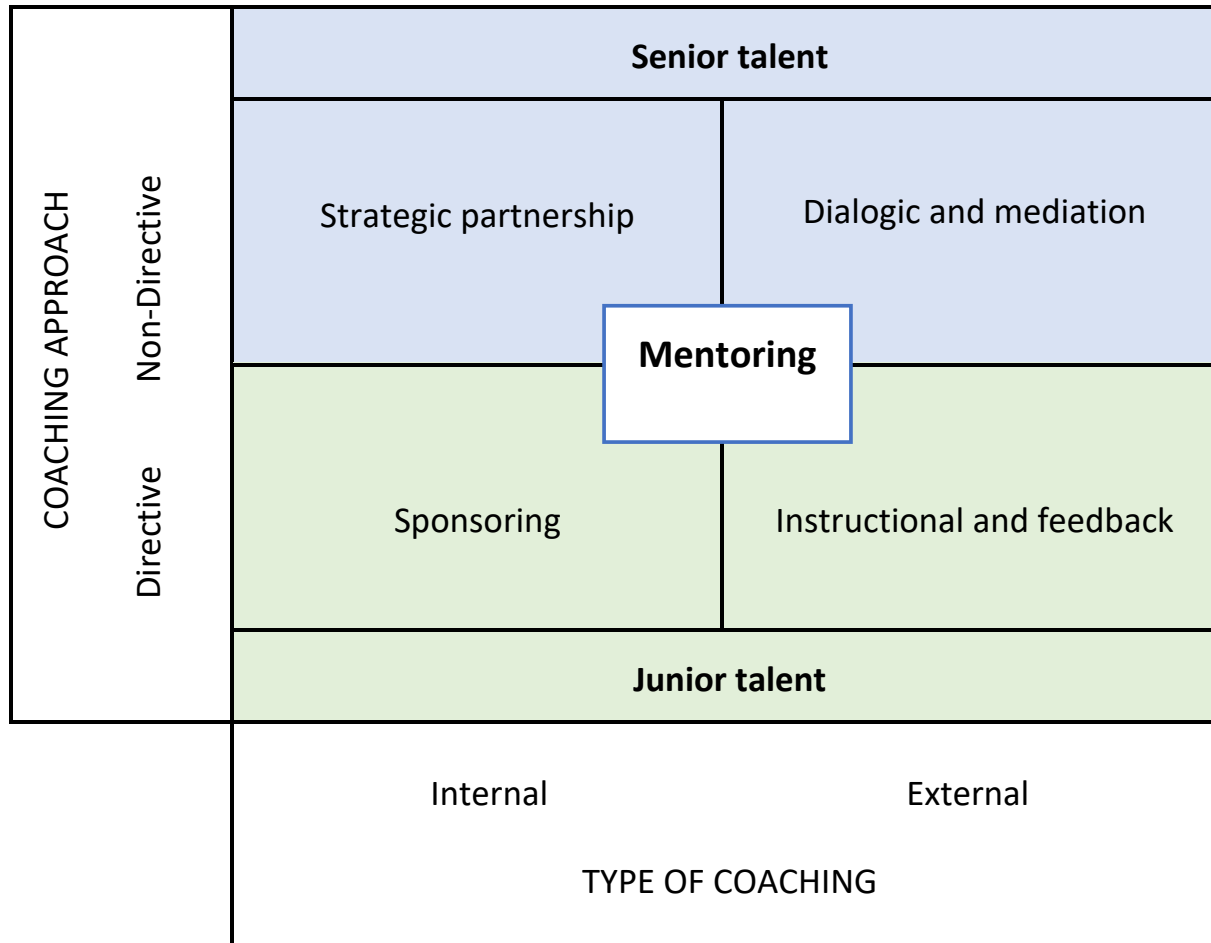 Senior talent
COACHING APPROACH
Non-Directive
Directive
Strategic partnership
Dialogic and mediation
Mentoring
Sponsoring
Instructional and feedback
Junior talent
Internal
External
TYPE OF COACHING